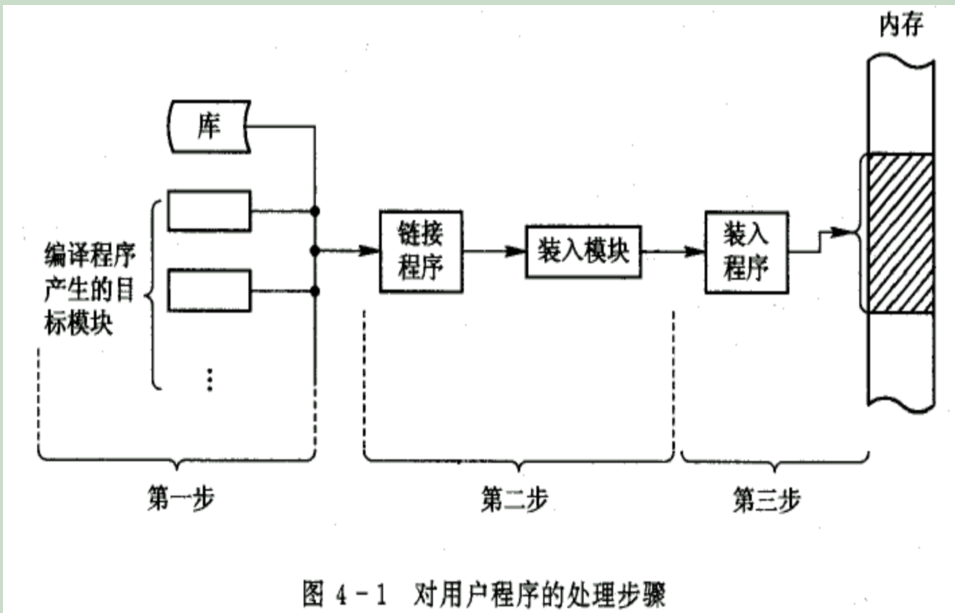 内存
库
编译程序
产生的目
标模块
链接
程序
装入模块
装入
程序
第一步
第二步
第三步
图 4-1 对用户程序的处理步骤